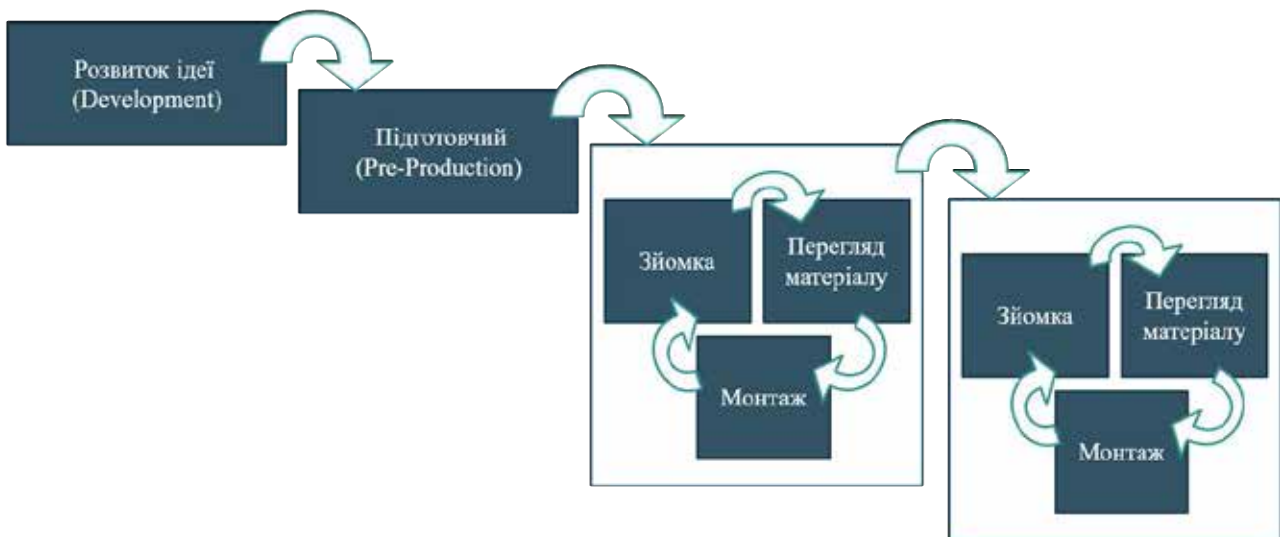 Розвиток ідеї
(Development)
Підготовчий
(Pre-Production)
Зйомка
Перегляд
матеріалу
Монтаж
Зйомка
Перегляд
матеріалу
Монтаж